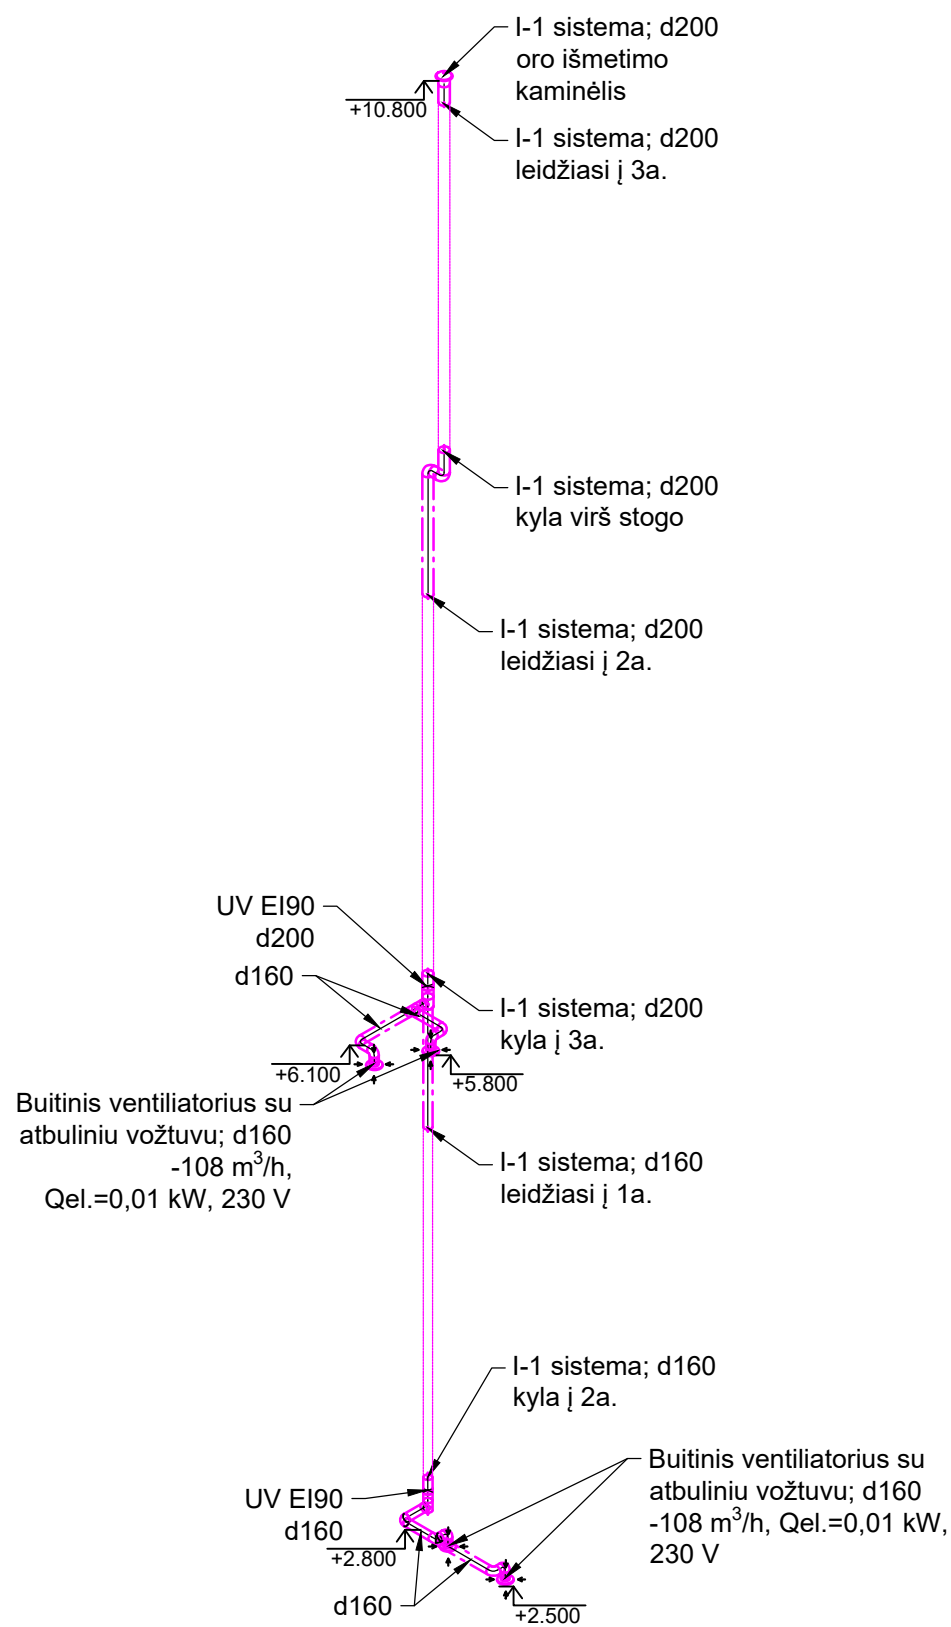 I-1 sistema; d200
oro išmetimo
kaminėlis
+10.800
I-1 sistema; d200
leidžiasi į 3a.
I-1 sistema; d200
kyla virš stogo
I-1 sistema; d200
leidžiasi į 2a.
UV EI90
d200
d160
I-1 sistema; d200
kyla į 3a.
+6.100
+5.800
Buitinis ventiliatorius su
atbuliniu vožtuvu; d160
-108 m³/h,
Qel.=0,01 kW, 230 V
I-1 sistema; d160
leidžiasi į 1a.
I-1 sistema; d160
kyla į 2a.
Buitinis ventiliatorius su
atbuliniu vožtuvu; d160
-108 m³/h, Qel.=0,01 kW,
230 V
UV EI90
d160
+2.800
d160
+2.500